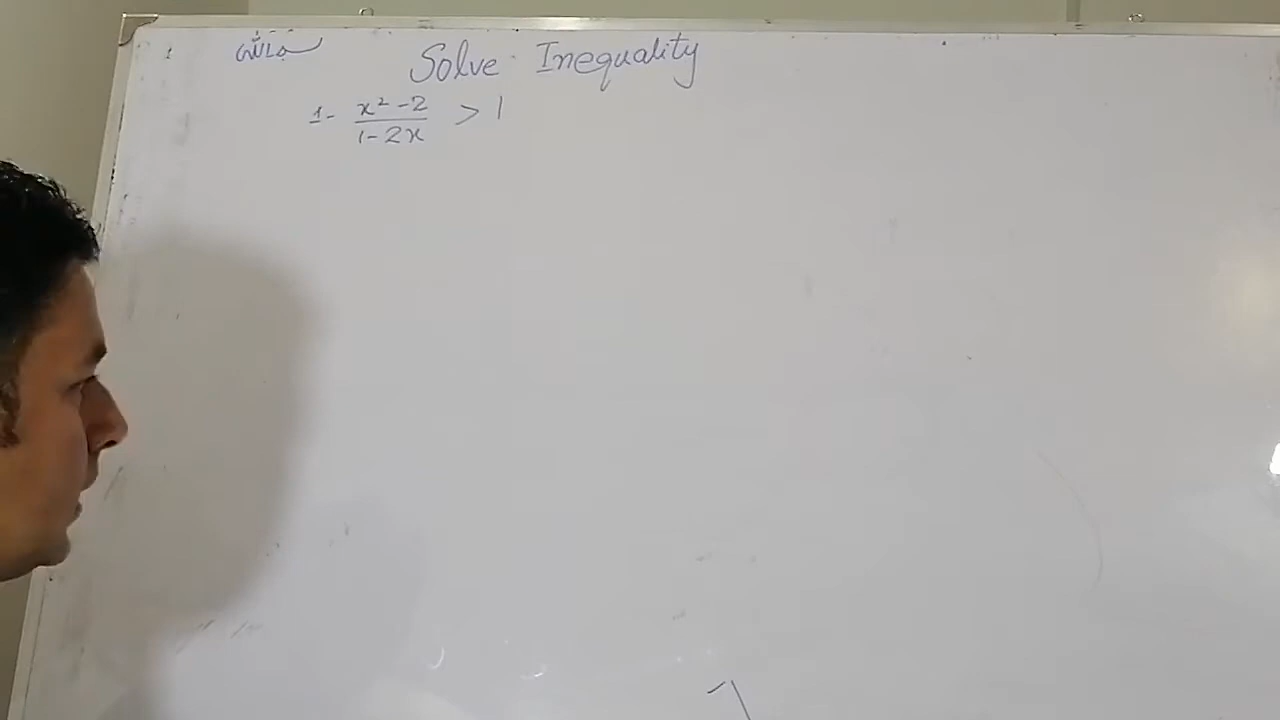 Solve Inequality
1- x² - 2 / 1 - 2x > 1